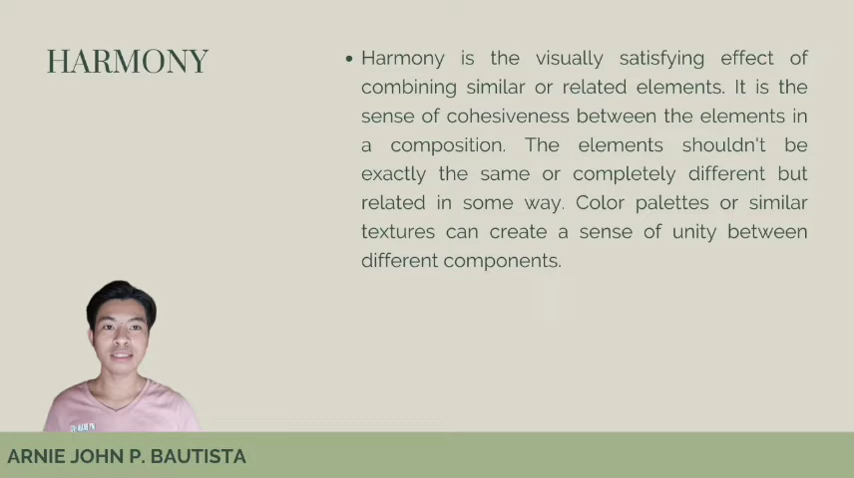 HARMONY
• Harmony is the visually satisfying effect of
combining similar or related elements. It is the
sense of cohesiveness between the elements in
a composition. The elements shouldn't be
exactly the same or completely different but
related in some way. Color palettes or similar
textures can create a sense of unity between
different components.
ARNIE JOHN P. BAUTISTA